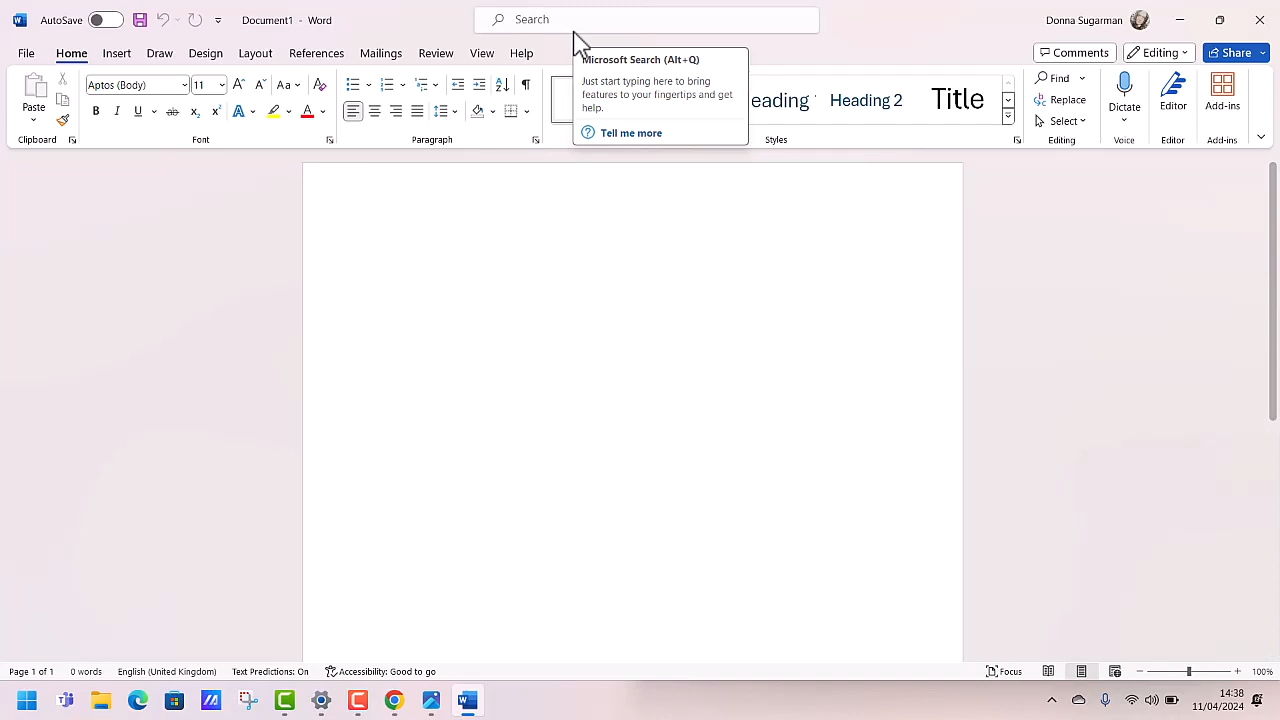 AutoSave
Document1 - Word
Search
Donna Sugarman
File Home Insert Draw Design Layout References Mailings Review View Help
Comments Editing Share
Microsoft Search (Alt+Q)
Just start typing here to bring
features to your fingertips and get
help.
Tell me more
Paste
Clipboard
Aptos (Body) 11
Font
Paragraph
eading
Heading 2
Title
Styles
Find
Replace
Select
Editing
Dictate
Voice
Editor
Editor
Add-ins
Add-ins
Page 1 of 1 0 words English (United Kingdom) Text Predictions: On Accessibility: Good to go Focus 100%
14:38
11/04/2024